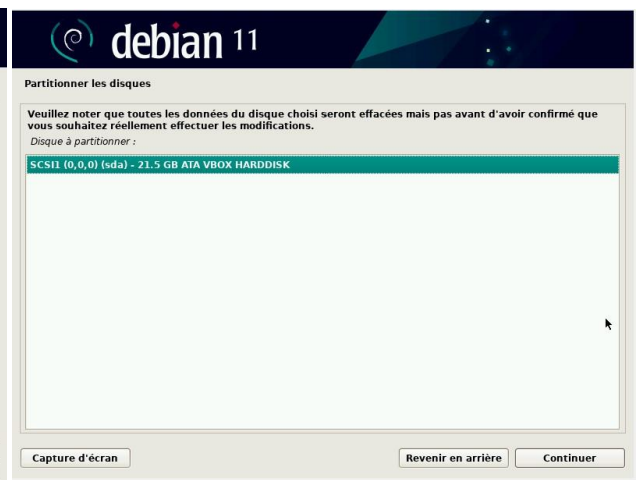 debian 11
Partitionner les disques
Veuillez noter que toutes les données du disque choisi seront effacées mais pas avant d'avoir confirmé que
vous souhaitez réellement effectuer les modifications.
Disque à partitionner :
SCSI1 (0,0,0) (sda) - 21.5 GB ATA VBOX HARDDISK
Capture d'écran
Revenir en arrière
Continuer